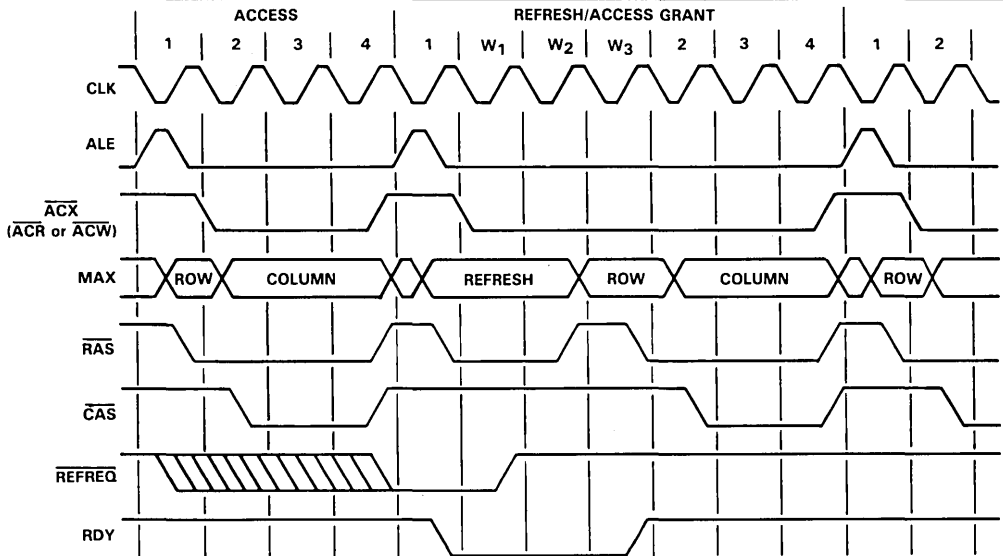 ACCESS REFRESH/ACCESS GRANT
1 2 3 4 1 W1 W2 W3 2 3 4 1 2
CLK
ALE
ACX
(ACR or ACW)
MAX ROW COLUMN REFRESH ROW COLUMN ROW
RAS
CAS
REFREQ
RDY